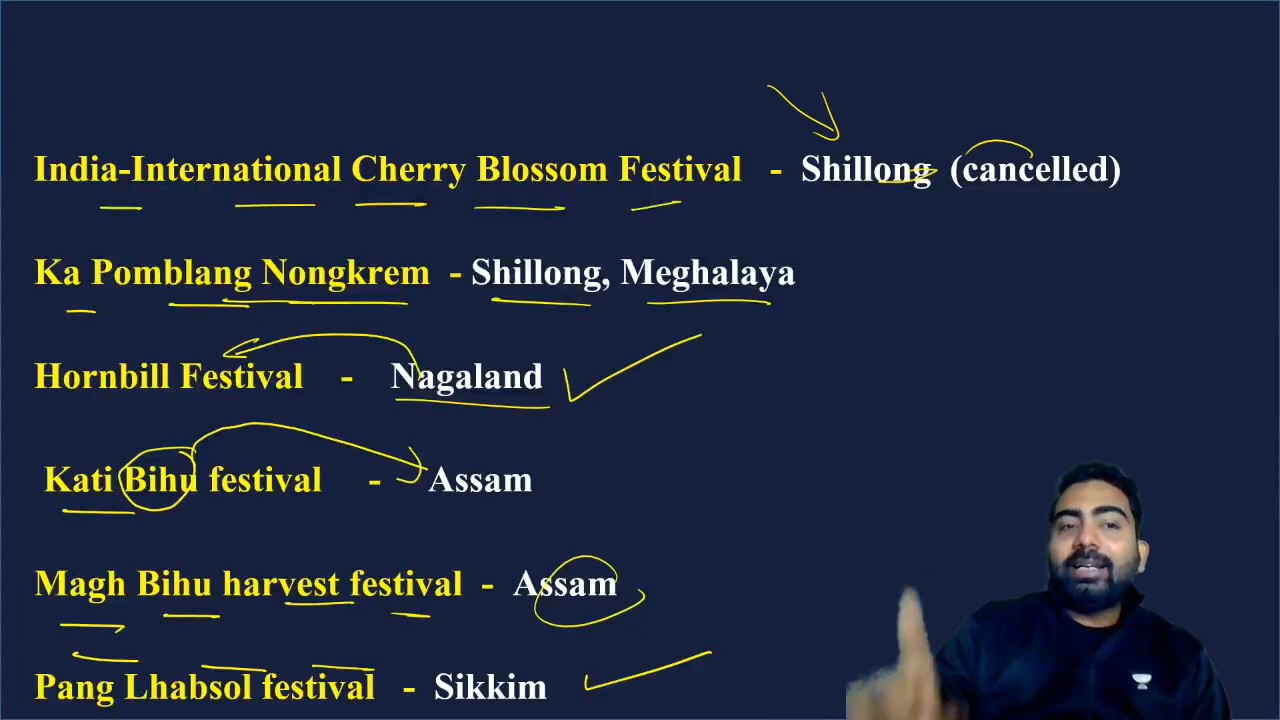 India-International Cherry Blossom Festival - Shillong (cancelled)
Ka Pomblang Nongkrem - Shillong, Meghalaya
Hornbill Festival - Nagaland
Kati Bihu festival - Assam
Magh Bihu harvest festival - Assam
Pang Lhabsol festival - Sikkim